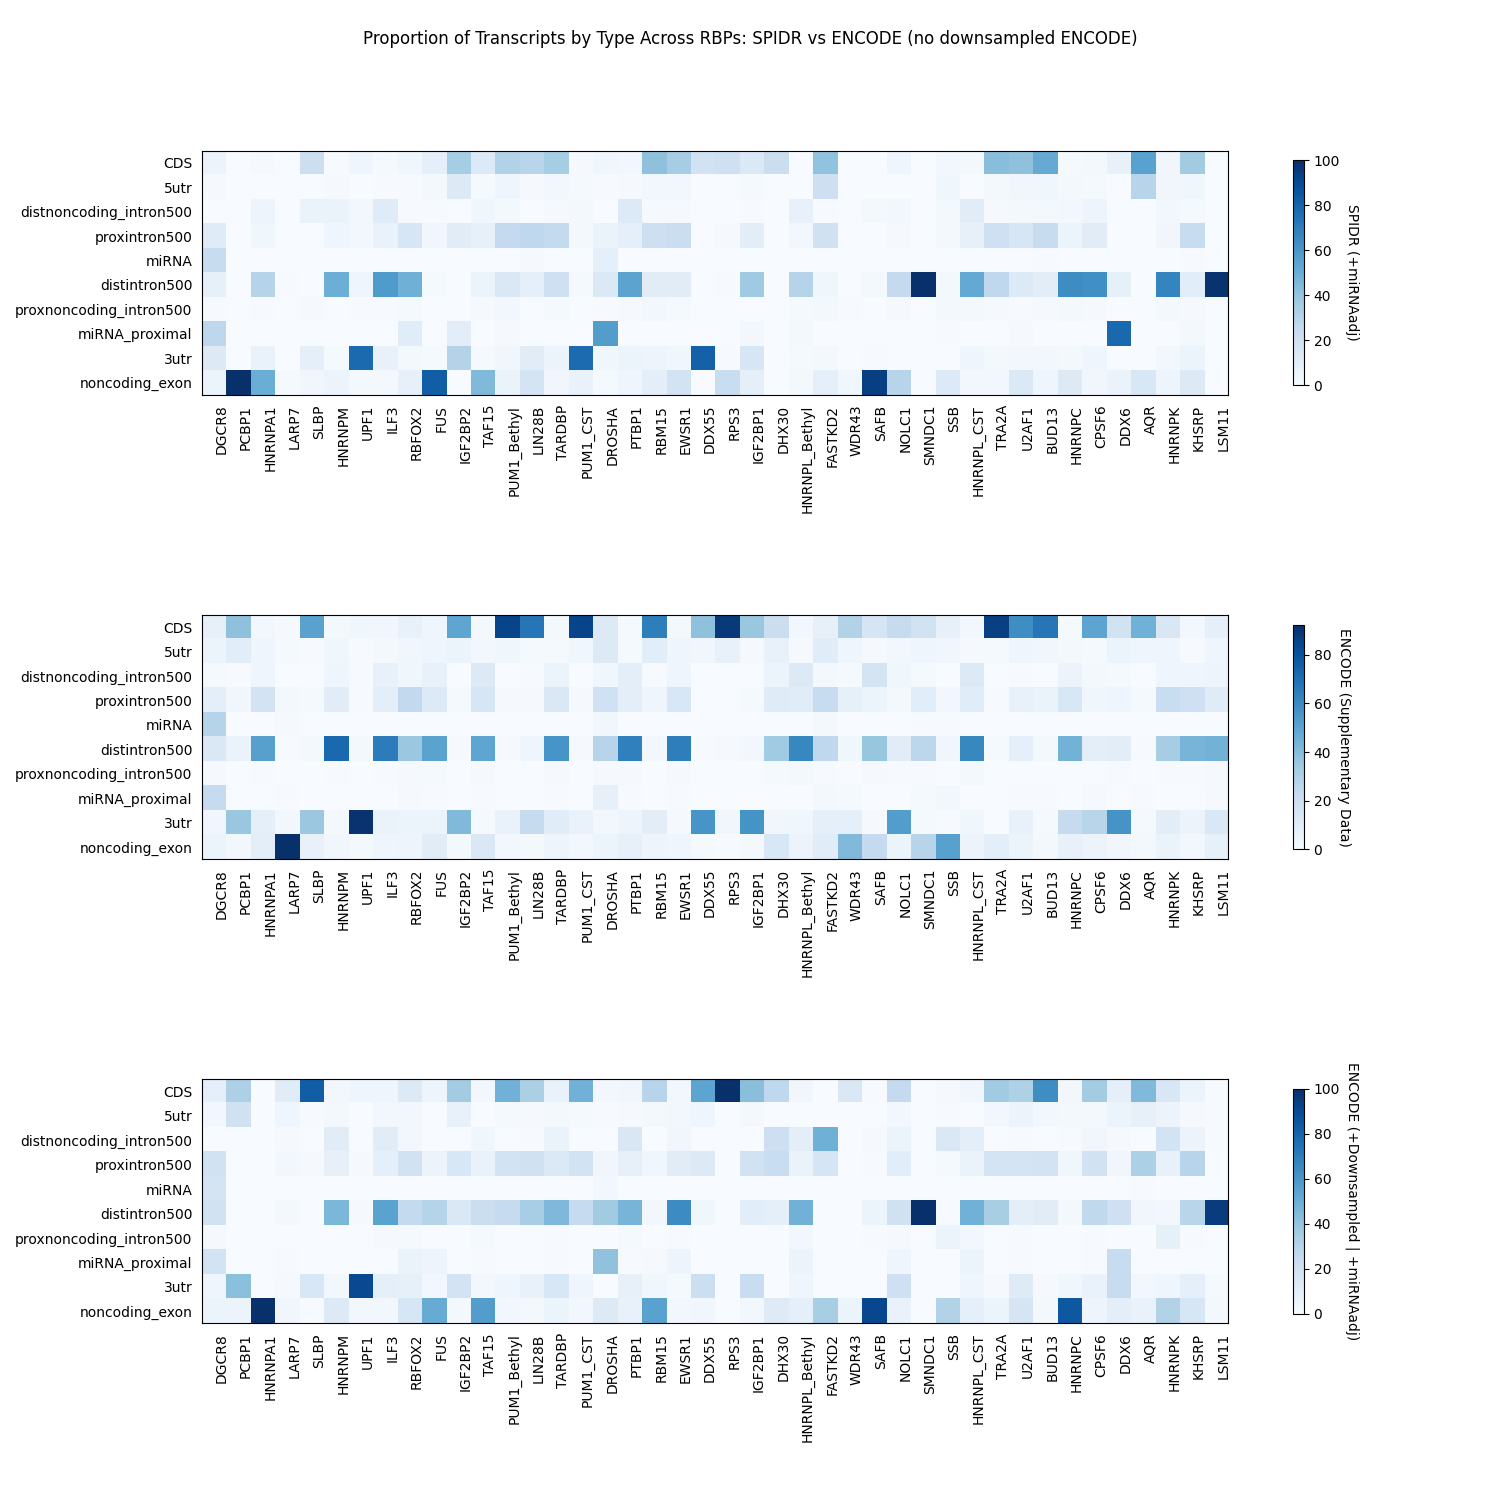 Proportion of Transcripts by Type Across RBPs: SPIDR vs ENCODE (no downsampled ENCODE)
CDS
5utr
distnoncoding_intron500
proxintron500
miRNA
distintron500
proxnoncoding_intron500
miRNA_proximal
3utr
noncoding_exon
DGCR8
PCBP1
HNRNPA1
LARP7
SLBP
HNRNPM
UPF1
ILF3
RBFOX2
FUS
IGF2BP2
TAF15
PUM1_Bethyl
LIN28B
TARDBP
PUM1_CST
DROSHA
PTBP1
RBM15
EWSR1
DDX55
RPS3
IGF2BP1
DHX30
HNRNPL_Bethyl
FASTKD2
WDR43
SAFB
NOLC1
SMNDC1
SSB
HNRNPL_CST
TRA2A
U2AF1
BUD13
HNRNPC
CPSF6
DDX6
AQR
HNRNPK
KHSRP
LSM11
100
80
60
40
20
0
SPIDR (+miRNAadj)
CDS
5utr
distnoncoding_intron500
proxintron500
miRNA
distintron500
proxnoncoding_intron500
miRNA_proximal
3utr
noncoding_exon
DGCR8
PCBP1
HNRNPA1
LARP7
SLBP
HNRNPM
UPF1
ILF3
RBFOX2
FUS
IGF2BP2
TAF15
PUM1_Bethyl
LIN28B
TARDBP
PUM1_CST
DROSHA
PTBP1
RBM15
EWSR1
DDX55
RPS3
IGF2BP1
DHX30
HNRNPL_Bethyl
FASTKD2
WDR43
SAFB
NOLC1
SMNDC1
SSB
HNRNPL_CST
TRA2A
U2AF1
BUD13
HNRNPC
CPSF6
DDX6
AQR
HNRNPK
KHSRP
LSM11
80
60
40
20
0
ENCODE (Supplementary Data)
CDS
5utr
distnoncoding_intron500
proxintron500
miRNA
distintron500
proxnoncoding_intron500
miRNA_proximal
3utr
noncoding_exon
DGCR8
PCBP1
HNRNPA1
LARP7
SLBP
HNRNPM
UPF1
ILF3
RBFOX2
FUS
IGF2BP2
TAF15
PUM1_Bethyl
LIN28B
TARDBP
PUM1_CST
DROSHA
PTBP1
RBM15
EWSR1
DDX55
RPS3
IGF2BP1
DHX30
HNRNPL_Bethyl
FASTKD2
WDR43
SAFB
NOLC1
SMNDC1
SSB
HNRNPL_CST
TRA2A
U2AF1
BUD13
HNRNPC
CPSF6
DDX6
AQR
HNRNPK
KHSRP
LSM11
100
80
60
40
20
0
ENCODE (+Downsampled | +miRNAadj)